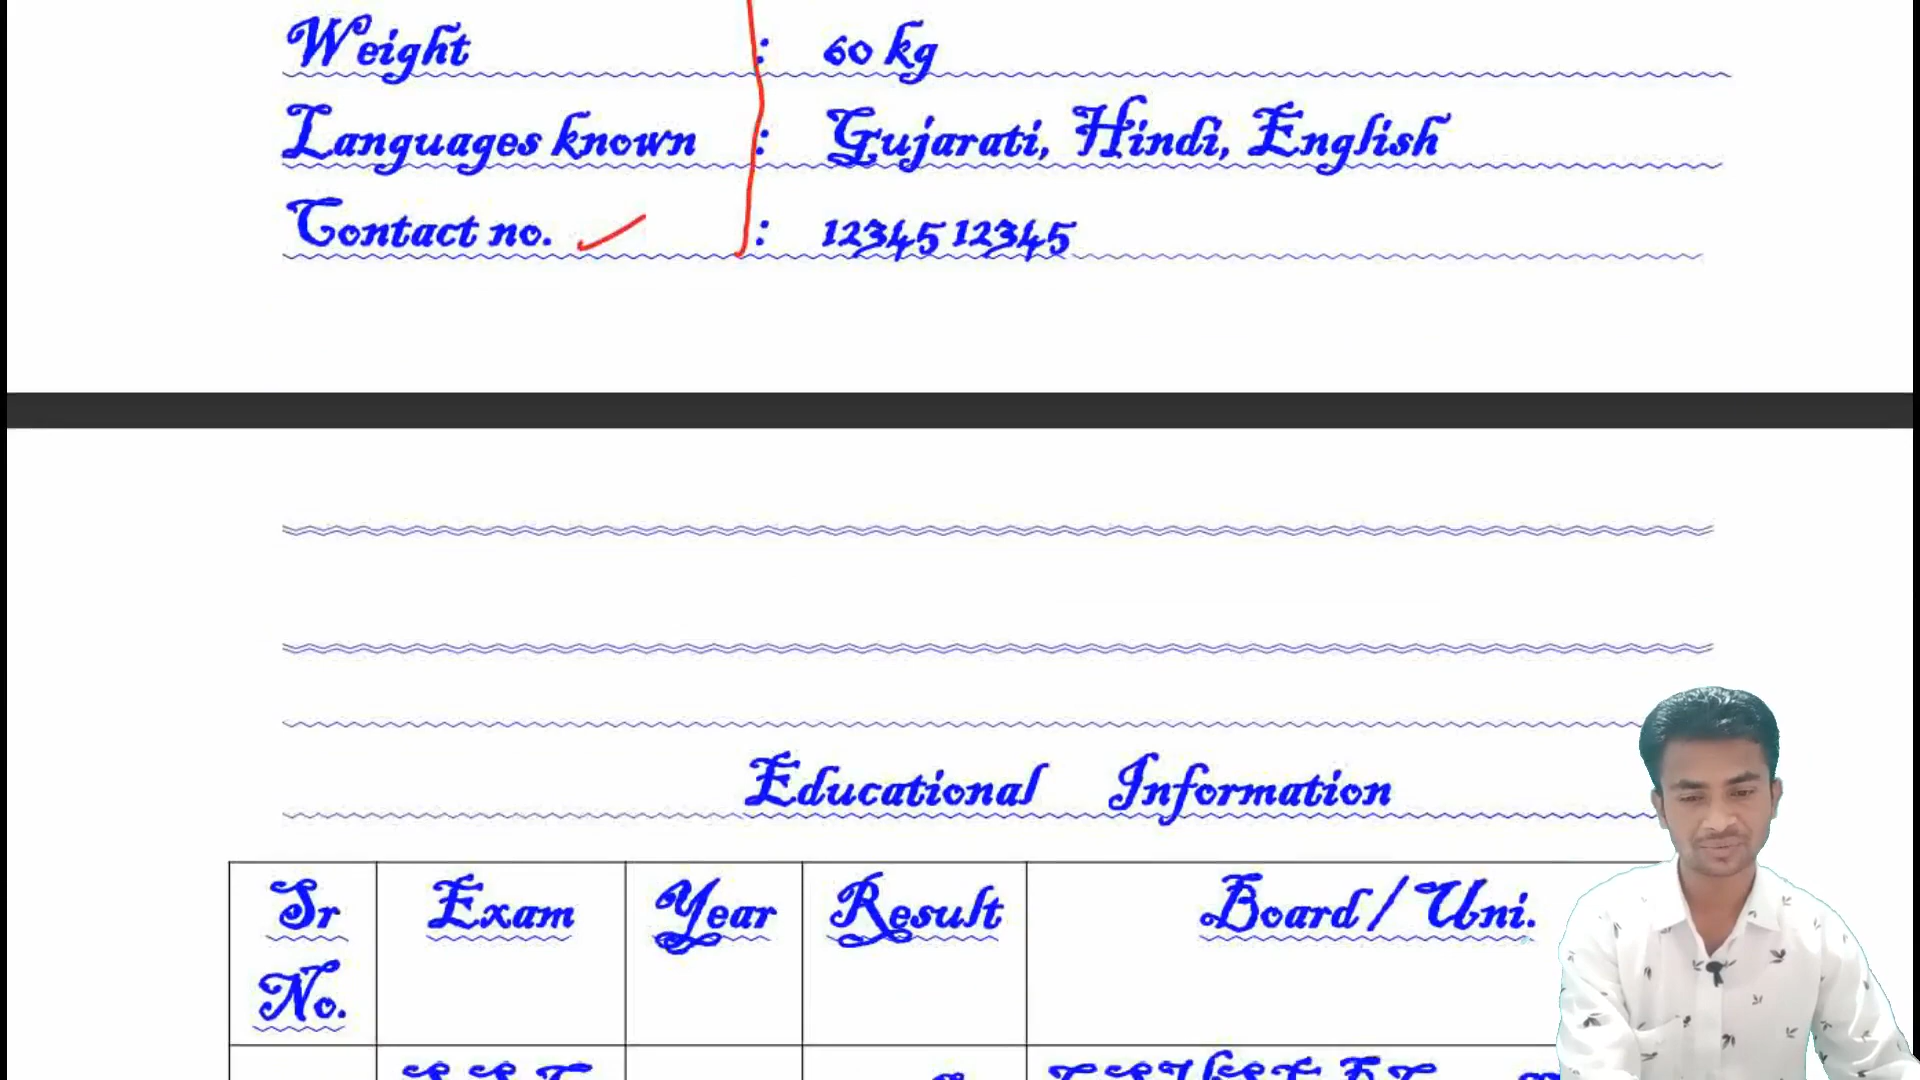 Weight : 60 kg
Languages known : Gujarati, Hindi, English
Contact no. : 12345 12345
Educational Information
Sr No. Exam Year Result Board / Uni.